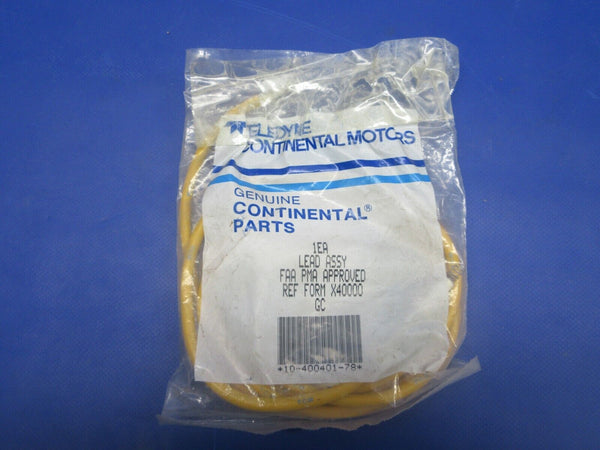 TELEDYNE
CONTINENTAL MOTORS
GENUINE
CONTINENTAL®
PARTS
1EA
LEAD ASSY
FAA PMA APPROVED
REF FORM X40000
GC
*10-400401-78*